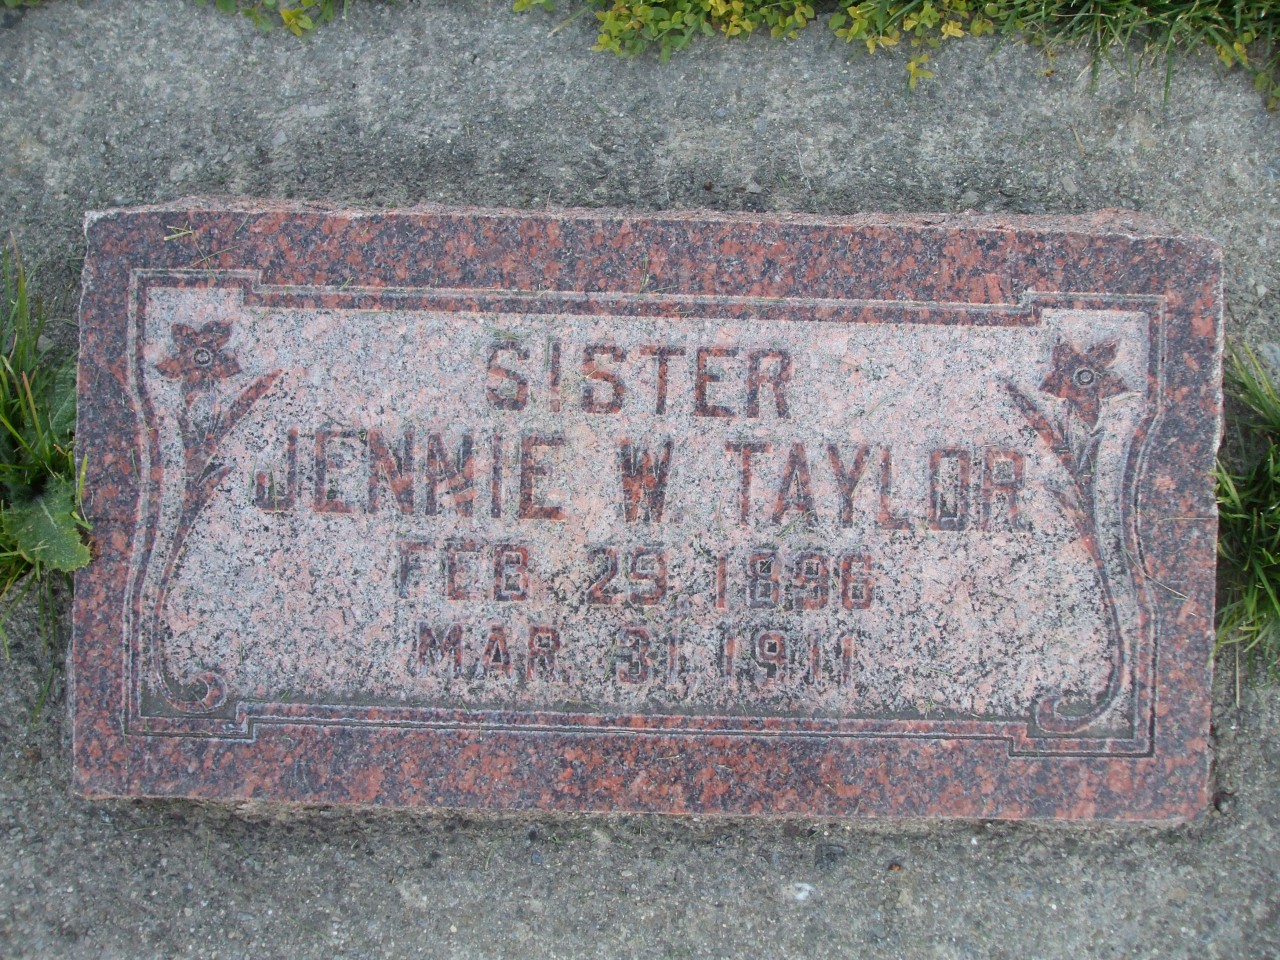 SISTER
JENNIE W. TAYLOR
FEB. 29, 1896
MAR. 31, 1911